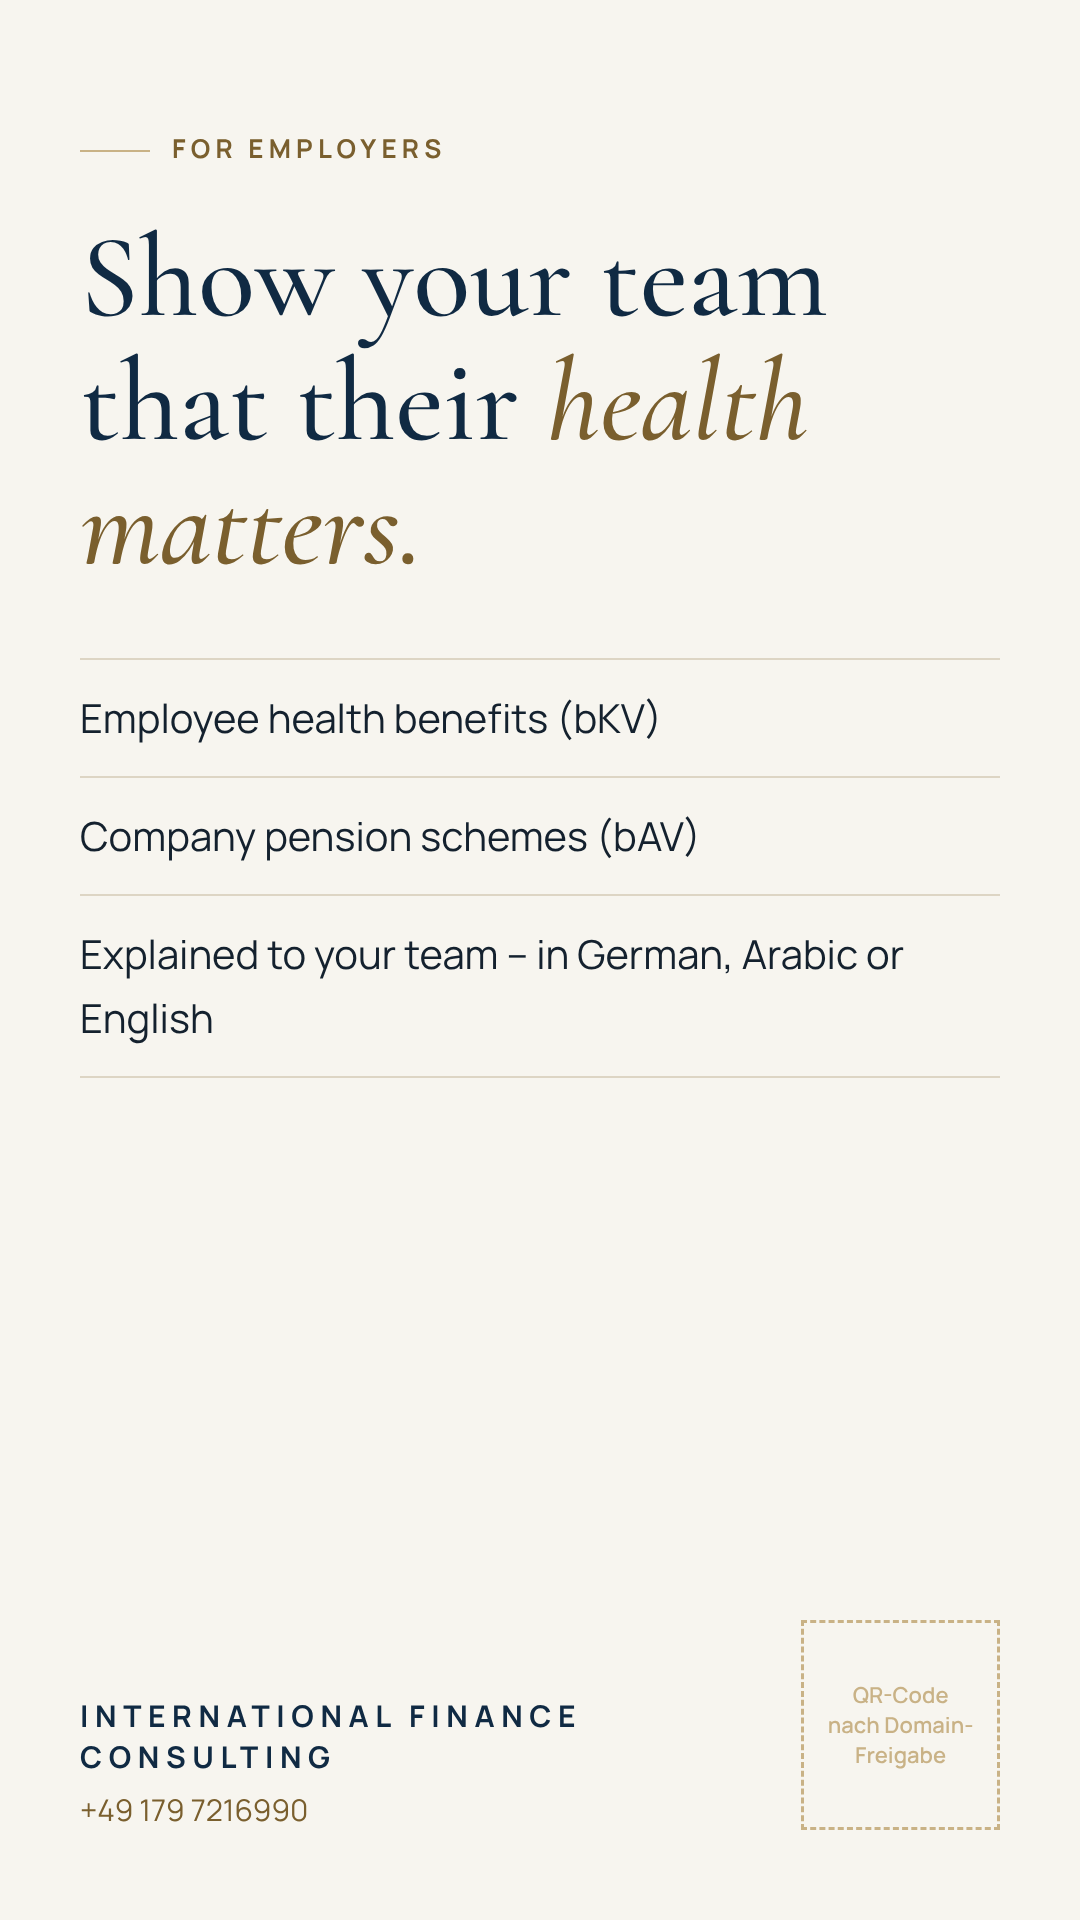 FOR EMPLOYERS
Show your team
that their health
matters.
Employee health benefits (bKV)
Company pension schemes (bAV)
Explained to your team – in German, Arabic or
English
INTERNATIONAL FINANCE
CONSULTING
+49 179 7216990
QR-Code
nach Domain-
Freigabe